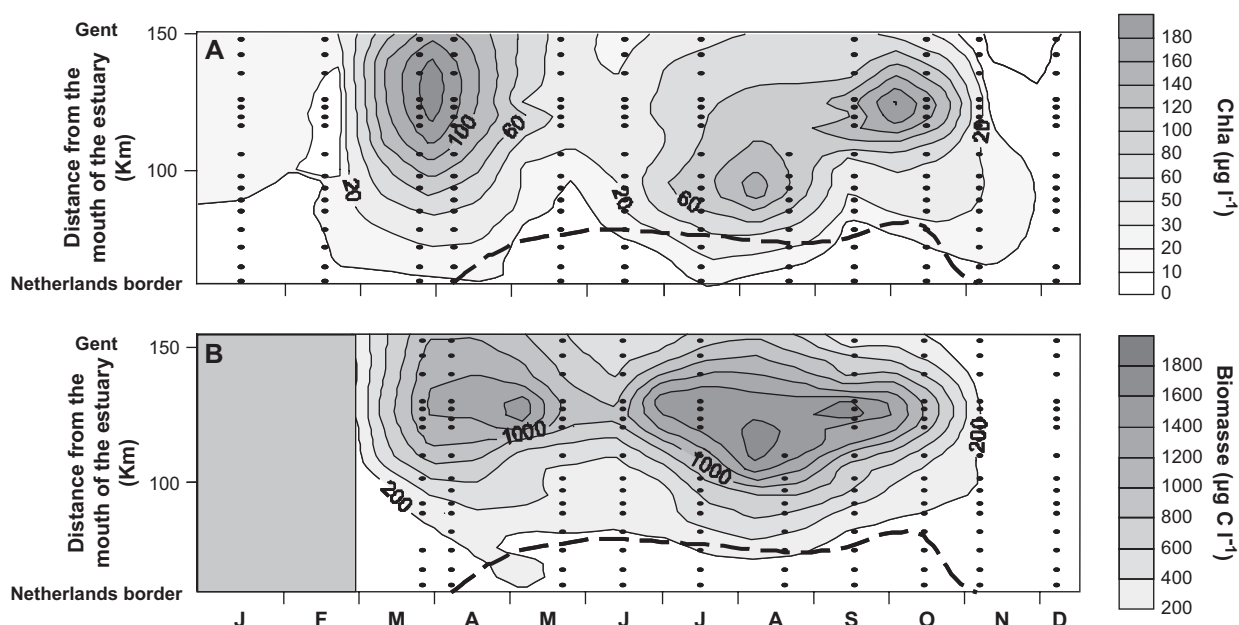 Gent
150
A
Distance from the
mouth of the estuary
(Km)
100
Netherlands border
20
100
60
20
60
20
180
160
140
120
100
80
60
50
30
20
10
0
Chla (µg l-1)
Gent
150
B
Distance from the
mouth of the estuary
(Km)
100
Netherlands border
200
1000
1000
200
1800
1600
1400
1200
1000
800
600
400
200
Biomasse (µg C l-1)
J F M A M J J A S O N D